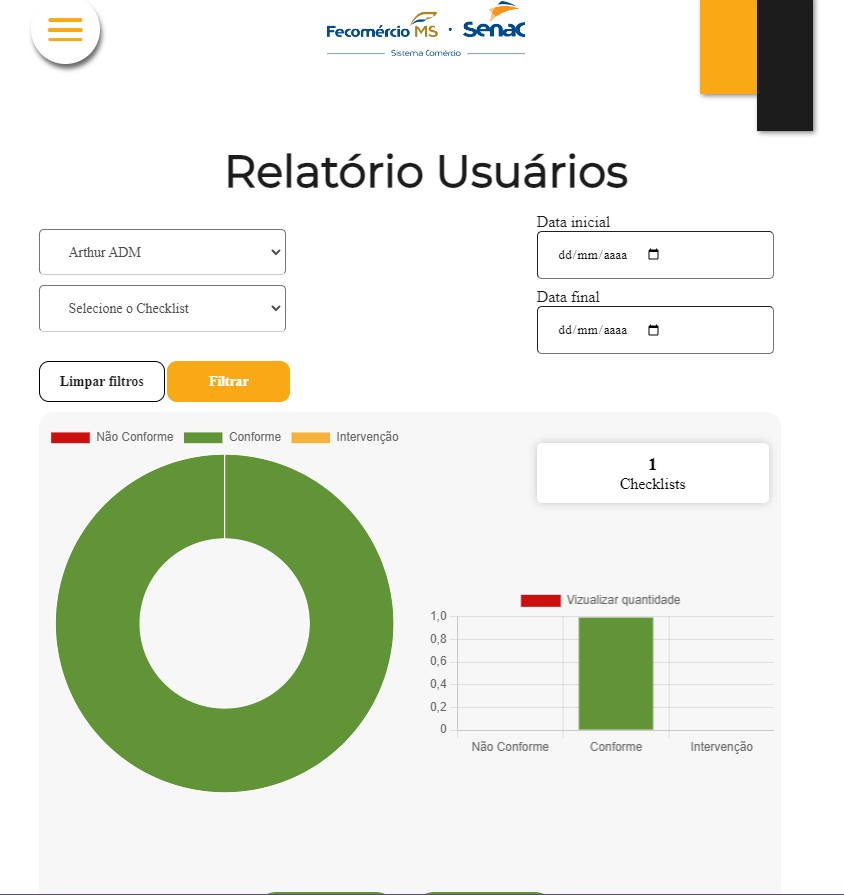 Fecomércio MS · Senac
Sistema Comércio
Relatório Usuários
Arthur ADM
Selecione o Checklist
Data inicial
dd/mm/aaaa
Data final
dd/mm/aaaa
Limpar filtros
Filtrar
Não Conforme Conforme Intervenção
1
Checklists
Vizualizar quantidade
1,0
0,8
0,6
0,4
0,2
0
Não Conforme Conforme Intervenção